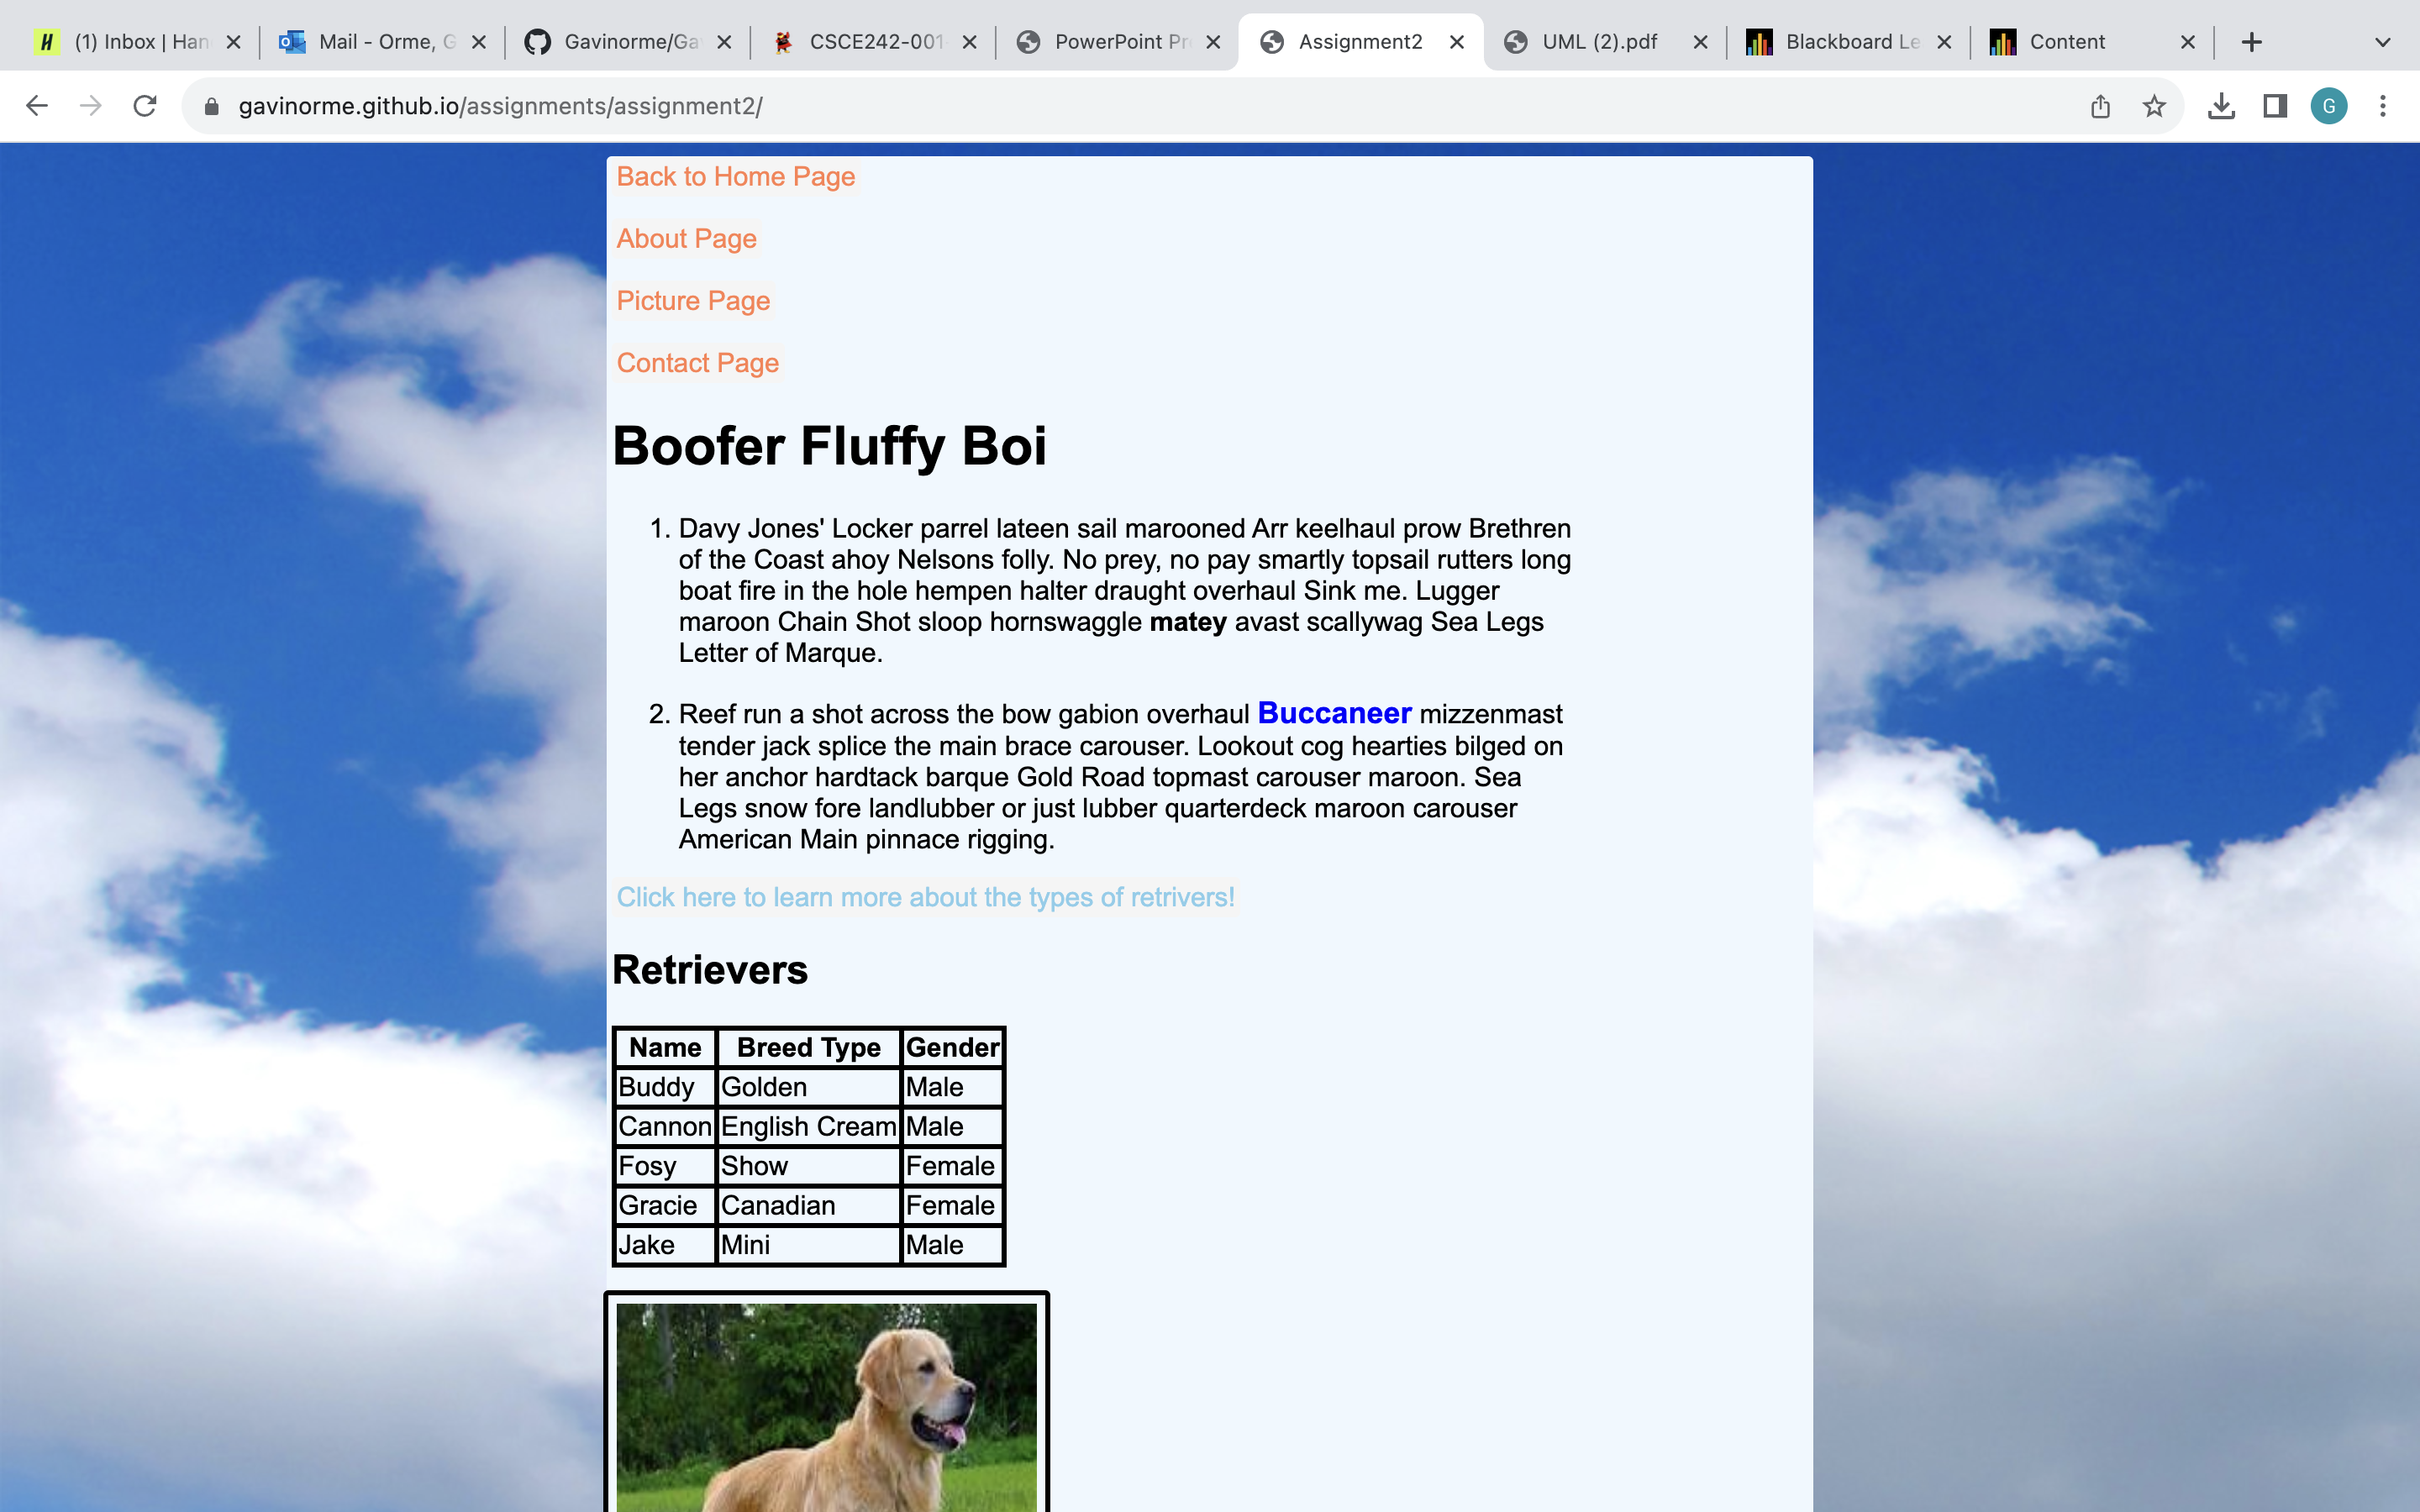 (1) Inbox | Han
Mail - Orme, G
Gavinorme/Ga
CSCE242-001
PowerPoint Pr
Assignment2
UML (2).pdf
Blackboard Le
Content
gavinorme.github.io/assignments/assignment2/
G
Back to Home Page
About Page
Picture Page
Contact Page
Boofer Fluffy Boi
1. Davy Jones' Locker parrel lateen sail marooned Arr keelhaul prow Brethren
of the Coast ahoy Nelsons folly. No prey, no pay smartly topsail rutters long
boat fire in the hole hempen halter draught overhaul Sink me. Lugger
maroon Chain Shot sloop hornswaggle matey avast scallywag Sea Legs
Letter of Marque.
2. Reef run a shot across the bow gabion overhaul Buccaneer mizzenmast
tender jack splice the main brace carouser. Lookout cog hearties bilged on
her anchor hardtack barque Gold Road topmast carouser maroon. Sea
Legs snow fore landlubber or just lubber quarterdeck maroon carouser
American Main pinnace rigging.
Click here to learn more about the types of retrivers!
Retrievers
Name Breed Type Gender
Buddy Golden Male
Cannon English Cream Male
Fosy Show Female
Gracie Canadian Female
Jake Mini Male